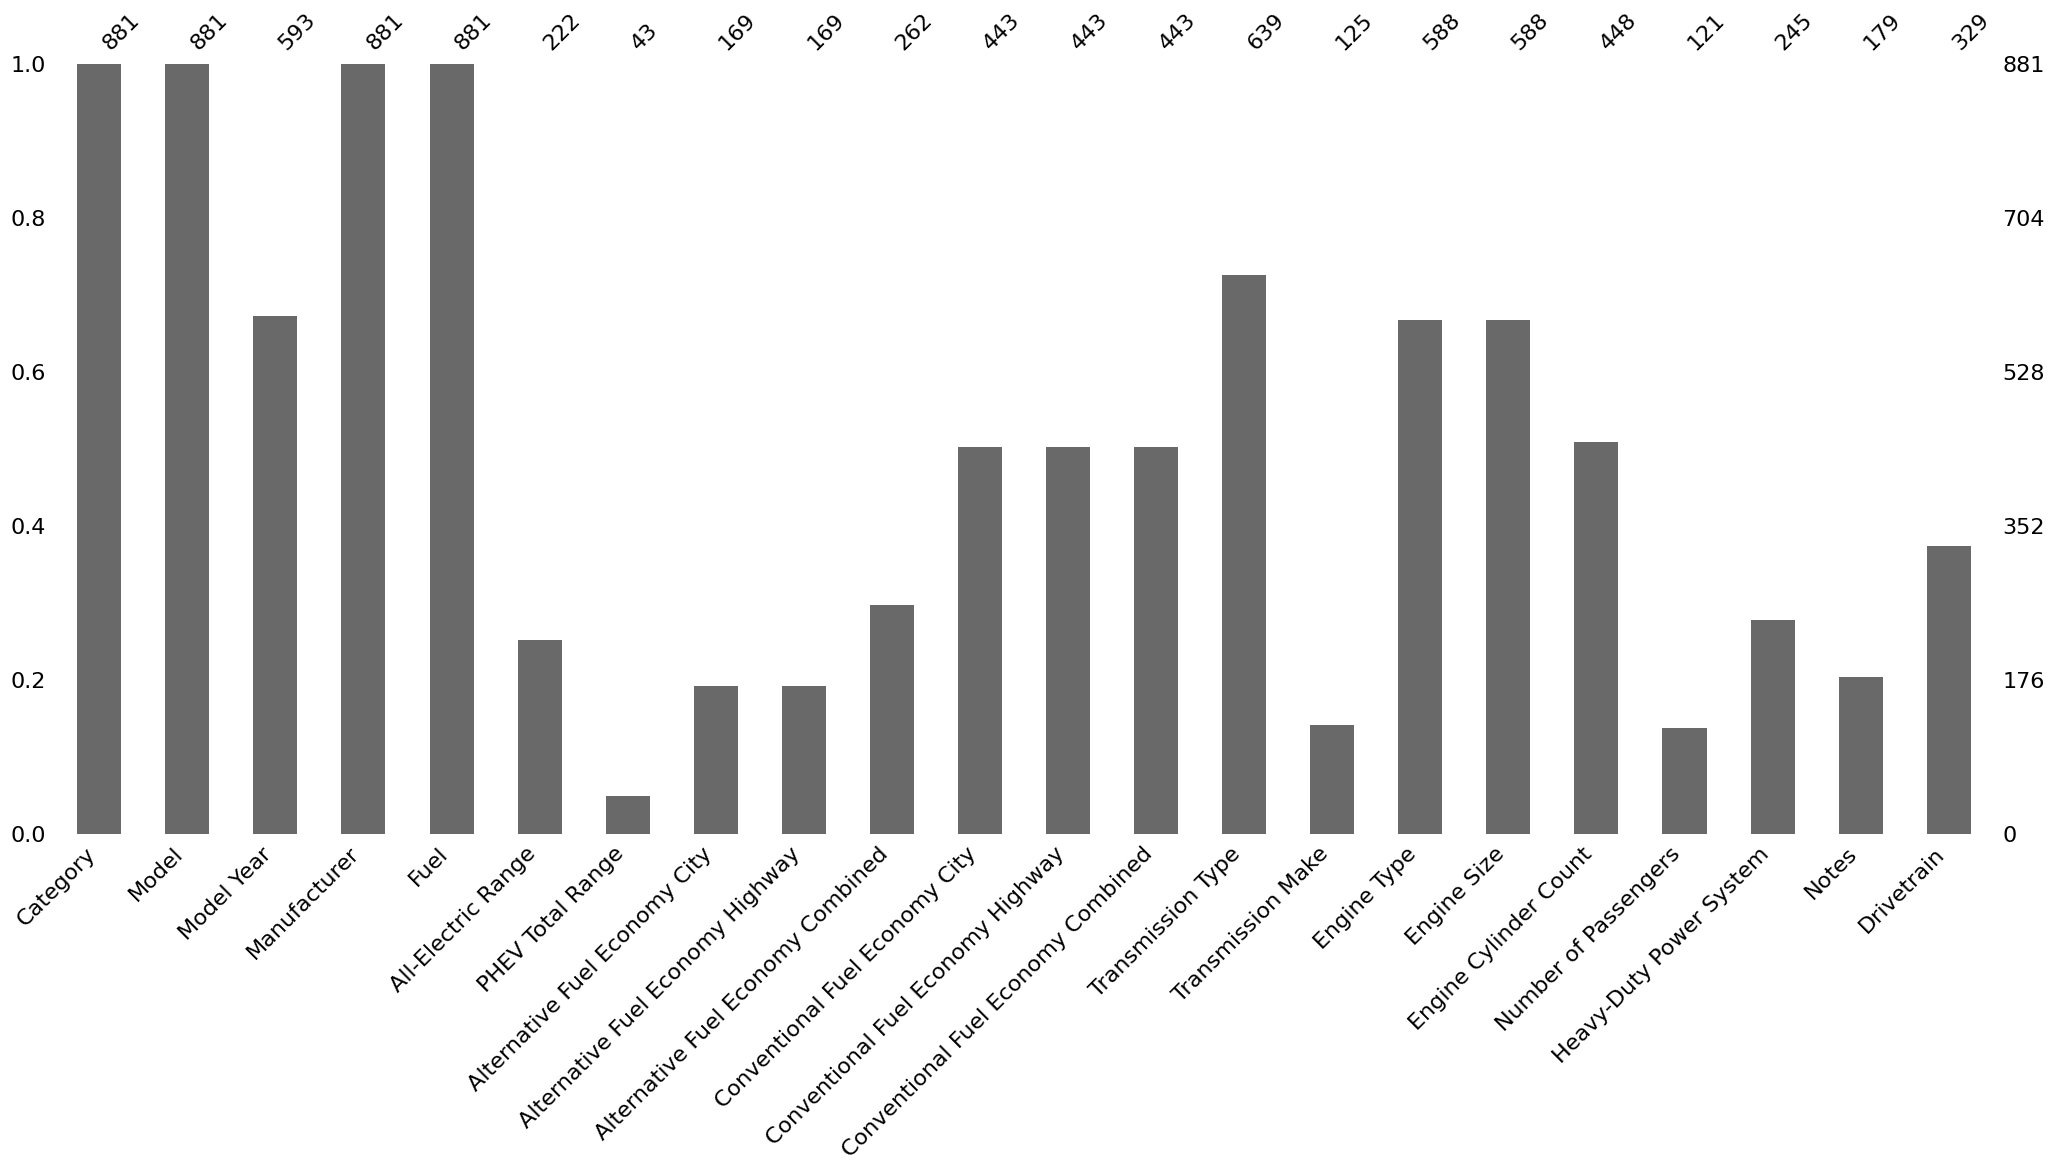 881
881
593
881
881
222
43
169
169
262
443
443
443
639
125
588
588
448
121
245
179
329
1.0
881
0.8
704
0.6
528
0.4
352
0.2
176
0.0
0
Category
Model
Model Year
Manufacturer
Fuel
All-Electric Range
PHEV Total Range
Alternative Fuel Economy City
Alternative Fuel Economy Highway
Alternative Fuel Economy Combined
Conventional Fuel Economy City
Conventional Fuel Economy Highway
Conventional Fuel Economy Combined
Transmission Type
Transmission Make
Engine Type
Engine Size
Engine Cylinder Count
Number of Passengers
Heavy-Duty Power System
Notes
Drivetrain